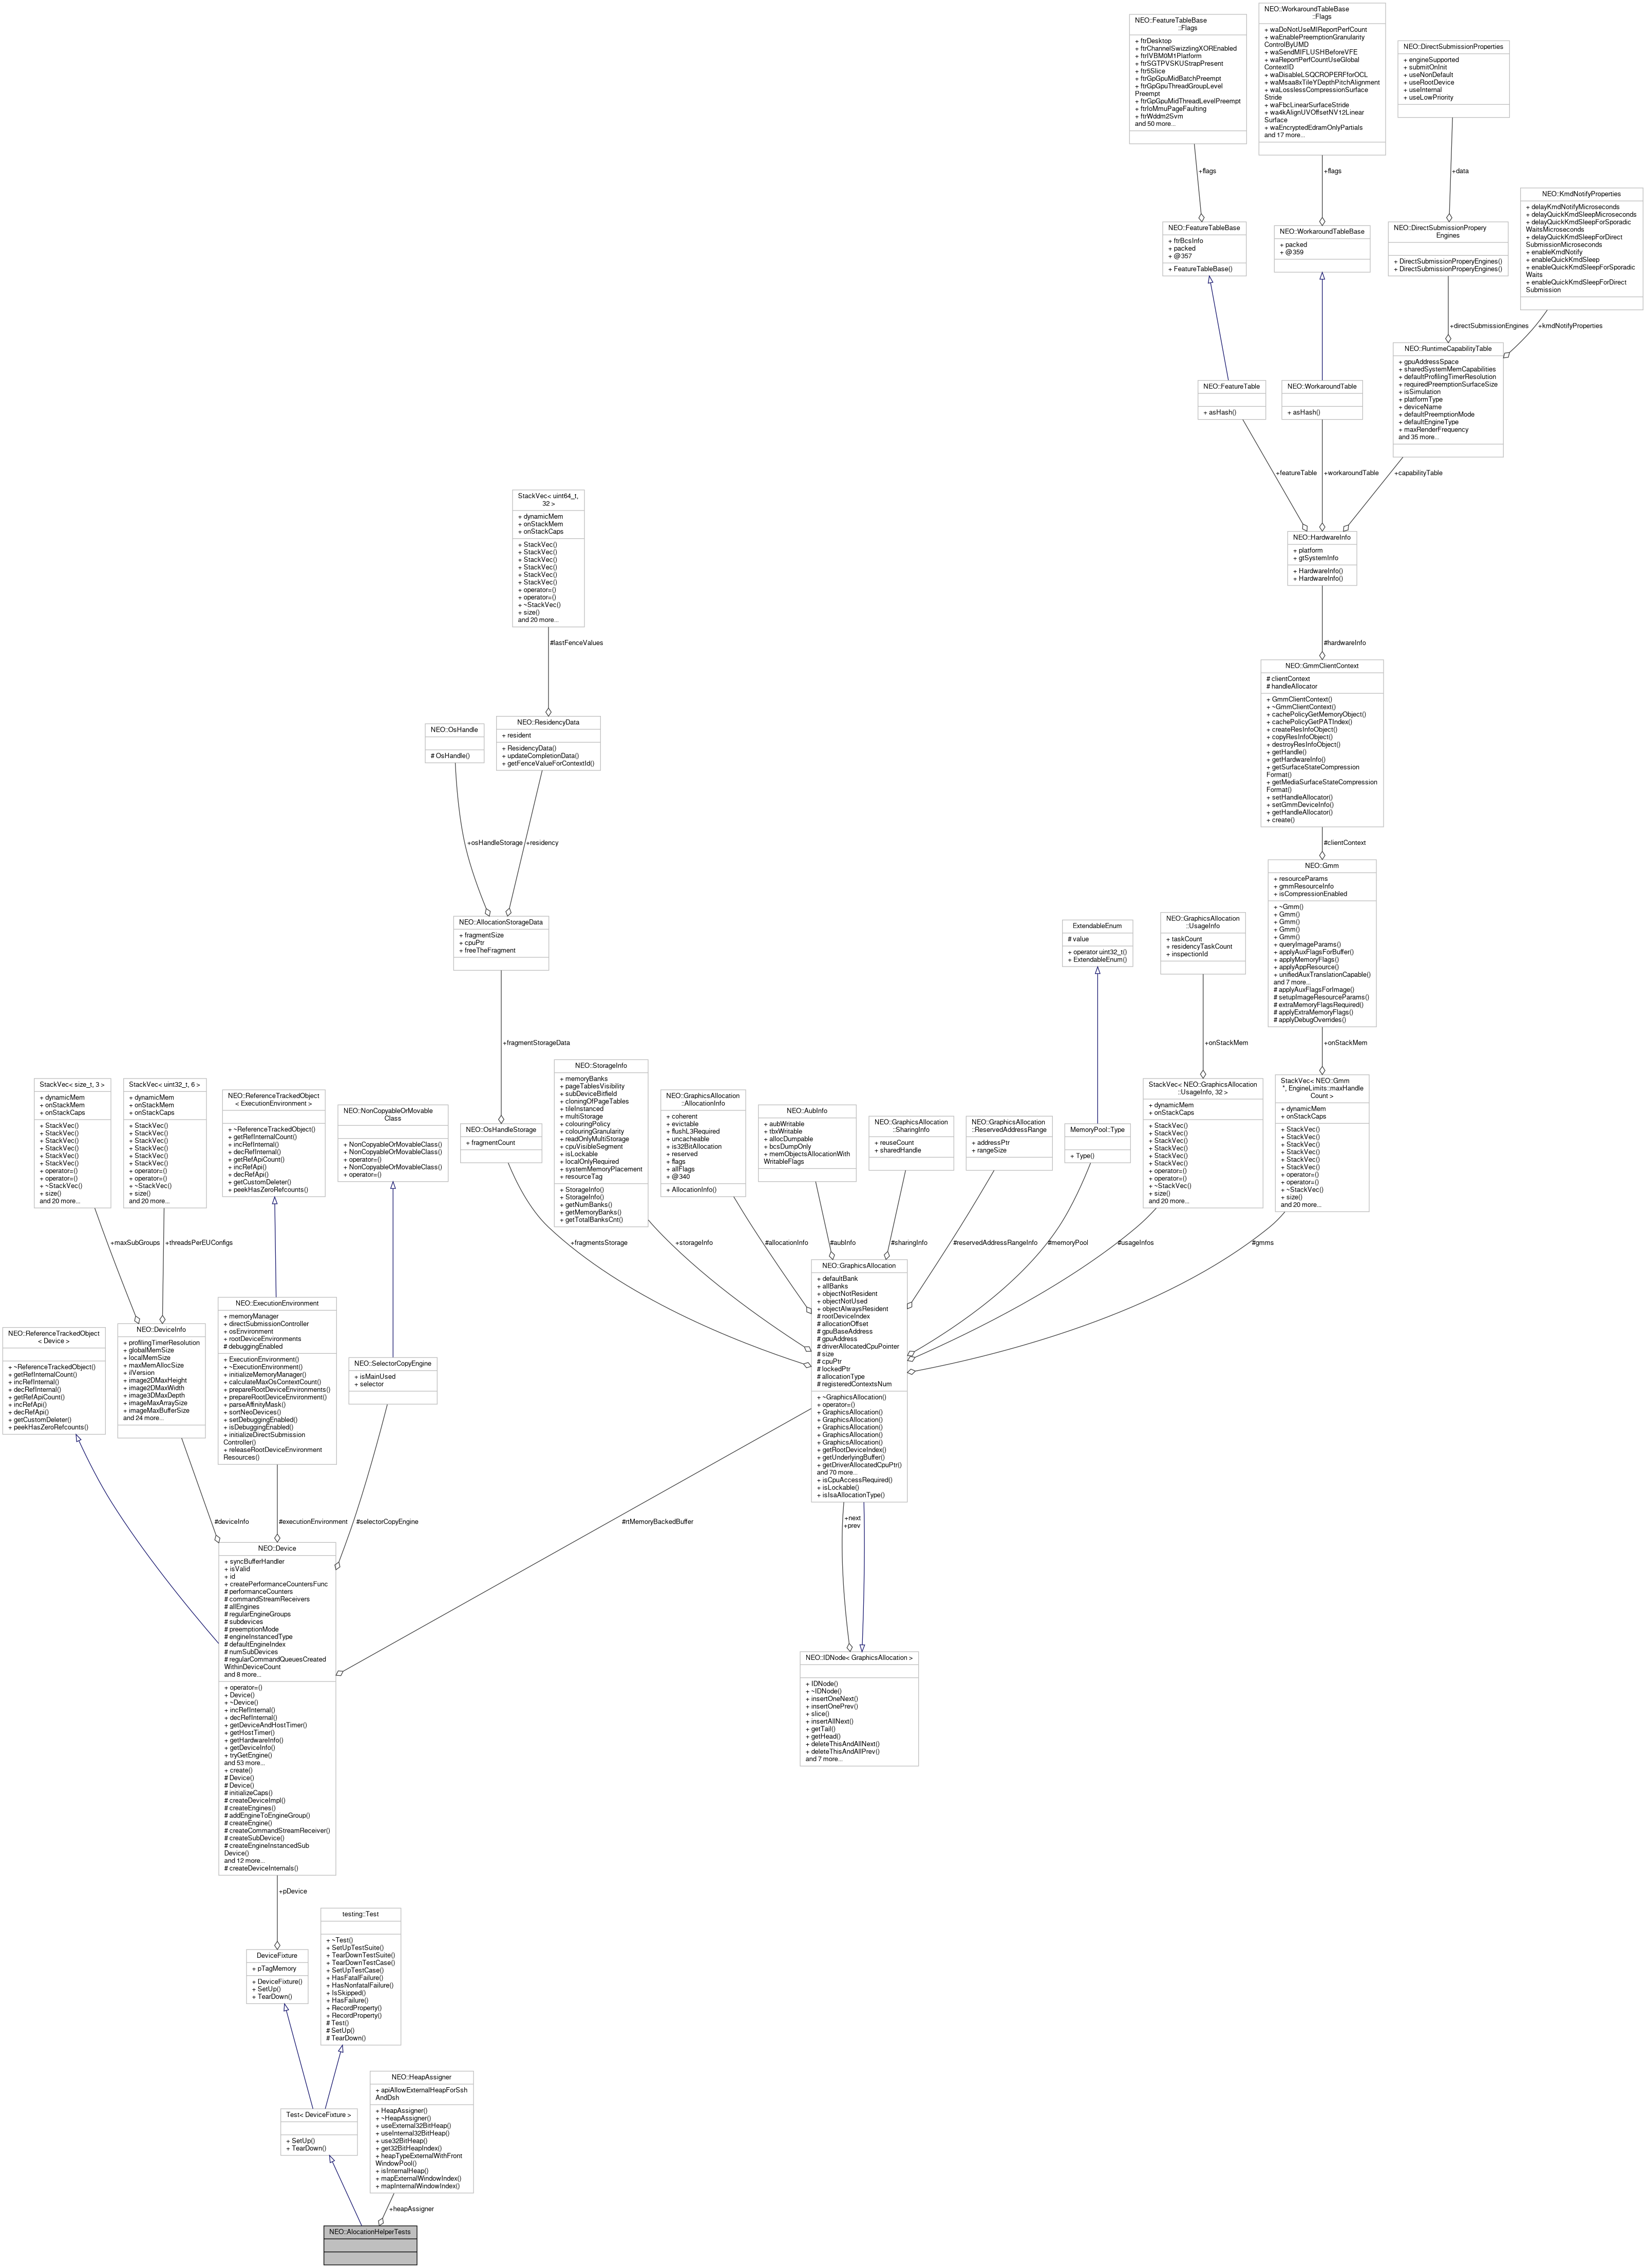 NEO::FeatureTableBase
::Flags
+ ftrDesktop
+ ftrChannelSwizzlingXOREnabled
+ ftrIVBM0M1Platform
+ ftrSGTPVSKUStrapPresent
+ ftr5Slice
+ ftrGpGpuMidBatchPreempt
+ ftrGpGpuThreadGroupLevel
Preempt
+ ftrGpGpuMidThreadLevelPreempt
+ ftrIoMmuPageFaulting
+ ftrWddm2Svm
and 50 more...
NEO::WorkaroundTableBase
::Flags
+ waDoNotUseMIReportPerfCount
+ waEnablePreemptionGranularity
ControlByUMD
+ waSendMIFLUSHBeforeVFE
+ waReportPerfCountUseGlobal
ContextID
+ waDisableLSQCROPERFforOCL
+ waMsaa8xTileYDepthPitchAlignment
+ waLosslessCompressionSurface
Stride
+ waFbcLinearSurfaceStride
+ wa4kAlignUVOffsetNV12Linear
Surface
+ waEncryptedEdramOnlyPartials
and 17 more...
NEO::DirectSubmissionProperties
+ engineSupported
+ submitOnInit
+ useNonDefault
+ useRootDevice
+ useInternal
+ useLowPriority
+flags
+flags
+data
NEO::KmdNotifyProperties
+ delayKmdNotifyMicroseconds
+ delayQuickKmdSleepMicroseconds
+ delayQuickKmdSleepForSporadic
WaitsMicroseconds
+ delayQuickKmdSleepForDirect
SubmissionMicroseconds
+ enableKmdNotify
+ enableQuickKmdSleep
+ enableQuickKmdSleepForSporadic
Waits
+ enableQuickKmdSleepForDirect
Submission
NEO::FeatureTableBase
+ ftrBcsInfo
+ packed
+ @357
+ FeatureTableBase()
NEO::WorkaroundTableBase
+ packed
+ @359
NEO::DirectSubmissionPropery
Engines
+ DirectSubmissionProperyEngines()
+ DirectSubmissionProperyEngines()
+directSubmissionEngines
+kmdNotifyProperties
NEO::FeatureTable
+ asHash()
NEO::WorkaroundTable
+ asHash()
NEO::RuntimeCapabilityTable
+ gpuAddressSpace
+ sharedSystemMemCapabilities
+ defaultProfilingTimerResolution
+ requiredPreemptionSurfaceSize
+ isSimulation
+ platformType
+ deviceName
+ defaultPreemptionMode
+ defaultEngineType
+ maxRenderFrequency
and 35 more...
+featureTable
+workaroundTable
+capabilityTable
StackVec< uint64_t,
32 >
+ dynamicMem
+ onStackMem
+ onStackCaps
+ StackVec()
+ StackVec()
+ StackVec()
+ StackVec()
+ StackVec()
+ StackVec()
+ operator=()
+ operator=()
+ ~StackVec()
+ size()
and 20 more...
NEO::HardwareInfo
+ platform
+ gtSystemInfo
+ HardwareInfo()
+ HardwareInfo()
#lastFenceValues
#hardwareInfo
NEO::GmmClientContext
# clientContext
# handleAllocator
+ GmmClientContext()
+ ~GmmClientContext()
+ cachePolicyGetMemoryObject()
+ cachePolicyGetPATIndex()
+ createResInfoObject()
+ copyResInfoObject()
+ destroyResInfoObject()
+ getHandle()
+ getHardwareInfo()
+ getSurfaceStateCompression
Format()
+ getMediaSurfaceStateCompression
Format()
+ setHandleAllocator()
+ setGmmDeviceInfo()
+ getHandleAllocator()
+ create()
NEO::OsHandle
# OsHandle()
NEO::ResidencyData
+ resident
+ ResidencyData()
+ updateCompletionData()
+ getFenceValueForContextId()
+osHandleStorage
+residency
#clientContext
NEO::Gmm
+ resourceParams
+ gmmResourceInfo
+ isCompressionEnabled
+ ~Gmm()
+ Gmm()
+ Gmm()
+ Gmm()
+ Gmm()
+ queryImageParams()
+ applyAuxFlagsForBuffer()
+ applyMemoryFlags()
+ applyAppResource()
+ unifiedAuxTranslationCapable()
and 7 more...
# applyAuxFlagsForImage()
# setupImageResourceParams()
# extraMemoryFlagsRequired()
# applyExtraMemoryFlags()
# applyDebugOverrides()
NEO::AllocationStorageData
+ fragmentSize
+ cpuPtr
+ freeTheFragment
ExtendableEnum
# value
+ operator uint32_t()
+ ExtendableEnum()
NEO::GraphicsAllocation
::UsageInfo
+ taskCount
+ residencyTaskCount
+ inspectionId
+fragmentStorageData
+onStackMem
+onStackMem
StackVec< size_t, 3 >
+ dynamicMem
+ onStackMem
+ onStackCaps
+ StackVec()
+ StackVec()
+ StackVec()
+ StackVec()
+ StackVec()
+ StackVec()
+ operator=()
+ operator=()
+ ~StackVec()
+ size()
and 20 more...
StackVec< uint32_t, 6 >
+ dynamicMem
+ onStackMem
+ onStackCaps
+ StackVec()
+ StackVec()
+ StackVec()
+ StackVec()
+ StackVec()
+ StackVec()
+ operator=()
+ operator=()
+ ~StackVec()
+ size()
and 20 more...
NEO::ReferenceTrackedObject
< ExecutionEnvironment >
+ ~ReferenceTrackedObject()
+ getRefInternalCount()
+ incRefInternal()
+ decRefInternal()
+ getRefApiCount()
+ incRefApi()
+ decRefApi()
+ getCustomDeleter()
+ peekHasZeroRefcounts()
NEO::NonCopyableOrMovable
Class
+ NonCopyableOrMovableClass()
+ NonCopyableOrMovableClass()
+ operator=()
+ NonCopyableOrMovableClass()
+ operator=()
NEO::OsHandleStorage
+ fragmentCount
NEO::StorageInfo
+ memoryBanks
+ pageTablesVisibility
+ subDeviceBitfield
+ cloningOfPageTables
+ tileInstanced
+ multiStorage
+ colouringPolicy
+ colouringGranularity
+ readOnlyMultiStorage
+ cpuVisibleSegment
+ isLockable
+ localOnlyRequired
+ systemMemoryPlacement
+ resourceTag
+ StorageInfo()
+ StorageInfo()
+ getNumBanks()
+ getMemoryBanks()
+ getTotalBanksCnt()
NEO::GraphicsAllocation
::AllocationInfo
+ coherent
+ evictable
+ flushL3Required
+ uncacheable
+ is32BitAllocation
+ reserved
+ flags
+ allFlags
+ @340
+ AllocationInfo()
NEO::AubInfo
+ aubWritable
+ tbxWritable
+ allocDumpable
+ bcsDumpOnly
+ memObjectsAllocationWith
WritableFlags
NEO::GraphicsAllocation
::SharingInfo
+ reuseCount
+ sharedHandle
NEO::GraphicsAllocation
::ReservedAddressRange
+ addressPtr
+ rangeSize
MemoryPool::Type
+ Type()
StackVec< NEO::GraphicsAllocation
::UsageInfo, 32 >
+ dynamicMem
+ onStackCaps
+ StackVec()
+ StackVec()
+ StackVec()
+ StackVec()
+ StackVec()
+ StackVec()
+ operator=()
+ operator=()
+ ~StackVec()
+ size()
and 20 more...
StackVec< NEO::Gmm
*, EngineLimits::maxHandle
Count >
+ dynamicMem
+ onStackCaps
+ StackVec()
+ StackVec()
+ StackVec()
+ StackVec()
+ StackVec()
+ StackVec()
+ operator=()
+ operator=()
+ ~StackVec()
+ size()
and 20 more...
+maxSubGroups
+threadsPerEUConfigs
+fragmentsStorage
+storageInfo
#allocationInfo
#aubInfo
#sharingInfo
#reservedAddressRangeInfo
#memoryPool
#usageInfos
#gmms
NEO::ReferenceTrackedObject
< Device >
+ ~ReferenceTrackedObject()
+ getRefInternalCount()
+ incRefInternal()
+ decRefInternal()
+ getRefApiCount()
+ incRefApi()
+ decRefApi()
+ getCustomDeleter()
+ peekHasZeroRefcounts()
NEO::DeviceInfo
+ profilingTimerResolution
+ globalMemSize
+ localMemSize
+ maxMemAllocSize
+ ilVersion
+ image2DMaxHeight
+ image2DMaxWidth
+ image3DMaxDepth
+ imageMaxArraySize
+ imageMaxBufferSize
and 24 more...
NEO::ExecutionEnvironment
+ memoryManager
+ directSubmissionController
+ osEnvironment
+ rootDeviceEnvironments
# debuggingEnabled
+ ExecutionEnvironment()
+ ~ExecutionEnvironment()
+ initializeMemoryManager()
+ calculateMaxOsContextCount()
+ prepareRootDeviceEnvironments()
+ prepareRootDeviceEnvironment()
+ parseAffinityMask()
+ sortNeoDevices()
+ setDebuggingEnabled()
+ isDebuggingEnabled()
+ initializeDirectSubmission
Controller()
+ releaseRootDeviceEnvironment
Resources()
NEO::SelectorCopyEngine
+ isMainUsed
+ selector
NEO::GraphicsAllocation
+ defaultBank
+ allBanks
+ objectNotResident
+ objectNotUsed
+ objectAlwaysResident
# rootDeviceIndex
# allocationOffset
# gpuBaseAddress
# gpuAddress
# driverAllocatedCpuPointer
# size
# cpuPtr
# lockedPtr
# allocationType
# registeredContextsNum
+ ~GraphicsAllocation()
+ operator=()
+ GraphicsAllocation()
+ GraphicsAllocation()
+ GraphicsAllocation()
+ GraphicsAllocation()
+ GraphicsAllocation()
+ getRootDeviceIndex()
+ getUnderlyingBuffer()
+ getDriverAllocatedCpuPtr()
and 70 more...
+ isCpuAccessRequired()
+ isLockable()
+ isIsaAllocationType()
#deviceInfo
#executionEnvironment
#selectorCopyEngine
#rtMemoryBackedBuffer
+next
+prev
NEO::Device
+ syncBufferHandler
+ isValid
+ id
+ createPerformanceCountersFunc
# performanceCounters
# commandStreamReceivers
# allEngines
# regularEngineGroups
# subdevices
# preemptionMode
# engineInstancedType
# defaultEngineIndex
# numSubDevices
# regularCommandQueuesCreated
WithinDeviceCount
and 8 more...
+ operator=()
+ Device()
+ ~Device()
+ incRefInternal()
+ decRefInternal()
+ getDeviceAndHostTimer()
+ getHostTimer()
+ getHardwareInfo()
+ getDeviceInfo()
+ tryGetEngine()
and 53 more...
+ create()
# Device()
# Device()
# initializeCaps()
# createDeviceImpl()
# createEngines()
# addEngineToEngineGroup()
# createEngine()
# createCommandStreamReceiver()
# createSubDevice()
# createEngineInstancedSub
Device()
and 12 more...
# createDeviceInternals()
NEO::IDNode< GraphicsAllocation >
+ IDNode()
+ ~IDNode()
+ insertOneNext()
+ insertOnePrev()
+ slice()
+ insertAllNext()
+ getTail()
+ getHead()
+ deleteThisAndAllNext()
+ deleteThisAndAllPrev()
and 7 more...
+pDevice
DeviceFixture
+ pTagMemory
+ DeviceFixture()
+ SetUp()
+ TearDown()
testing::Test
+ ~Test()
+ SetUpTestSuite()
+ TearDownTestSuite()
+ TearDownTestCase()
+ SetUpTestCase()
+ HasFatalFailure()
+ HasNonfatalFailure()
+ IsSkipped()
+ HasFailure()
+ RecordProperty()
+ RecordProperty()
# Test()
# SetUp()
# TearDown()
Test< DeviceFixture >
+ SetUp()
+ TearDown()
NEO::HeapAssigner
+ apiAllowExternalHeapForSsh
AndDsh
+ HeapAssigner()
+ ~HeapAssigner()
+ useExternal32BitHeap()
+ useInternal32BitHeap()
+ use32BitHeap()
+ get32BitHeapIndex()
+ heapTypeExternalWithFront
WindowPool()
+ isInternalHeap()
+ mapExternalWindowIndex()
+ mapInternalWindowIndex()
+heapAssigner
NEO::AlocationHelperTests